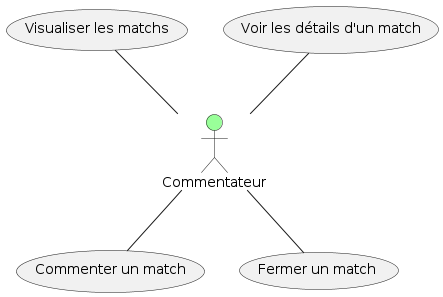 Visualiser les matchs
Voir les détails d'un match
Commentateur
Commenter un match
Fermer un match